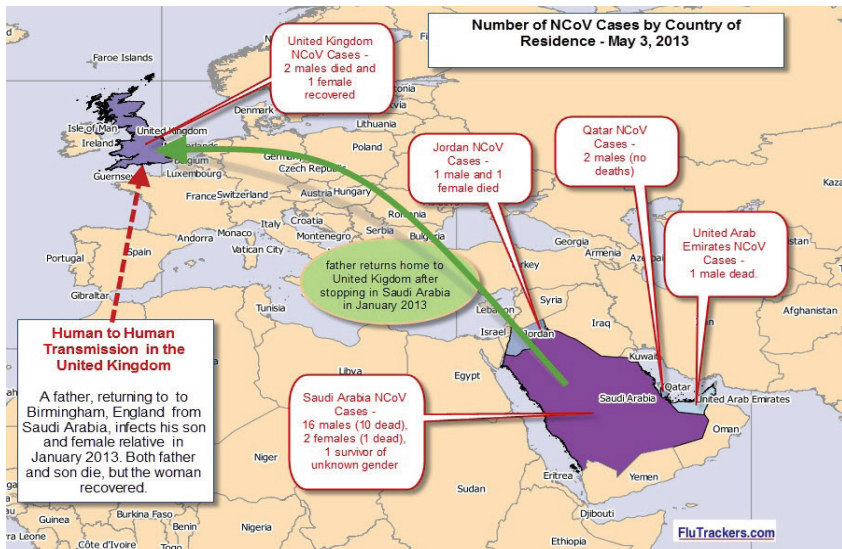 Number of NCoV Cases by Country of
Residence - May 3, 2013
United Kingdom
NCoV Cases -
2 males died and
1 female
recovered
Jordan NCoV
Cases -
1 male and 1
female died
Qatar NCoV
Cases -
2 males (no
deaths)
United Arab
Emirates NCoV
Cases -
1 male dead.
father returns home to
United Kigdom after
stopping in Saudi Arabia
in January 2013
Human to Human
Transmission in the
United Kingdom
A father, returning to to
Birmingham, England from
Saudi Arabia, infects his son
and female relative in
January 2013. Both father
and son die, but the woman
recovered.
Saudi Arabia NCoV
Cases -
16 males (10 dead),
2 females (1 dead),
1 survivor of
unknown gender
Faroe Islands
Isle of Man
United Kingdom
Ireland
Guernsey
Denmark
Lithuania
Poland
Belgium
Luxembourg
Czech Republic
France
Switzerland
Austria
Hungary
Croatia
Italy
Romania
Serbia
Montenegro
Bulgaria
Andorra
Monaco
Vatican City
Portugal
Spain
Gibraltar
Georgia
Armenia
Syria
Lebanon
Israel
Jordan
Iraq
Kuwait
Afghanistan
Tunisia
Libya
Egypt
Saudi Arabia
Qatar
United Arab Emirates
Oman
Yemen
Eritrea
Djibouti
Ethiopia
Sudan
Niger
Nigeria
Burkina Faso
Benin
Togo
Guinea
Côte d'Ivoire
FluTrackers.com